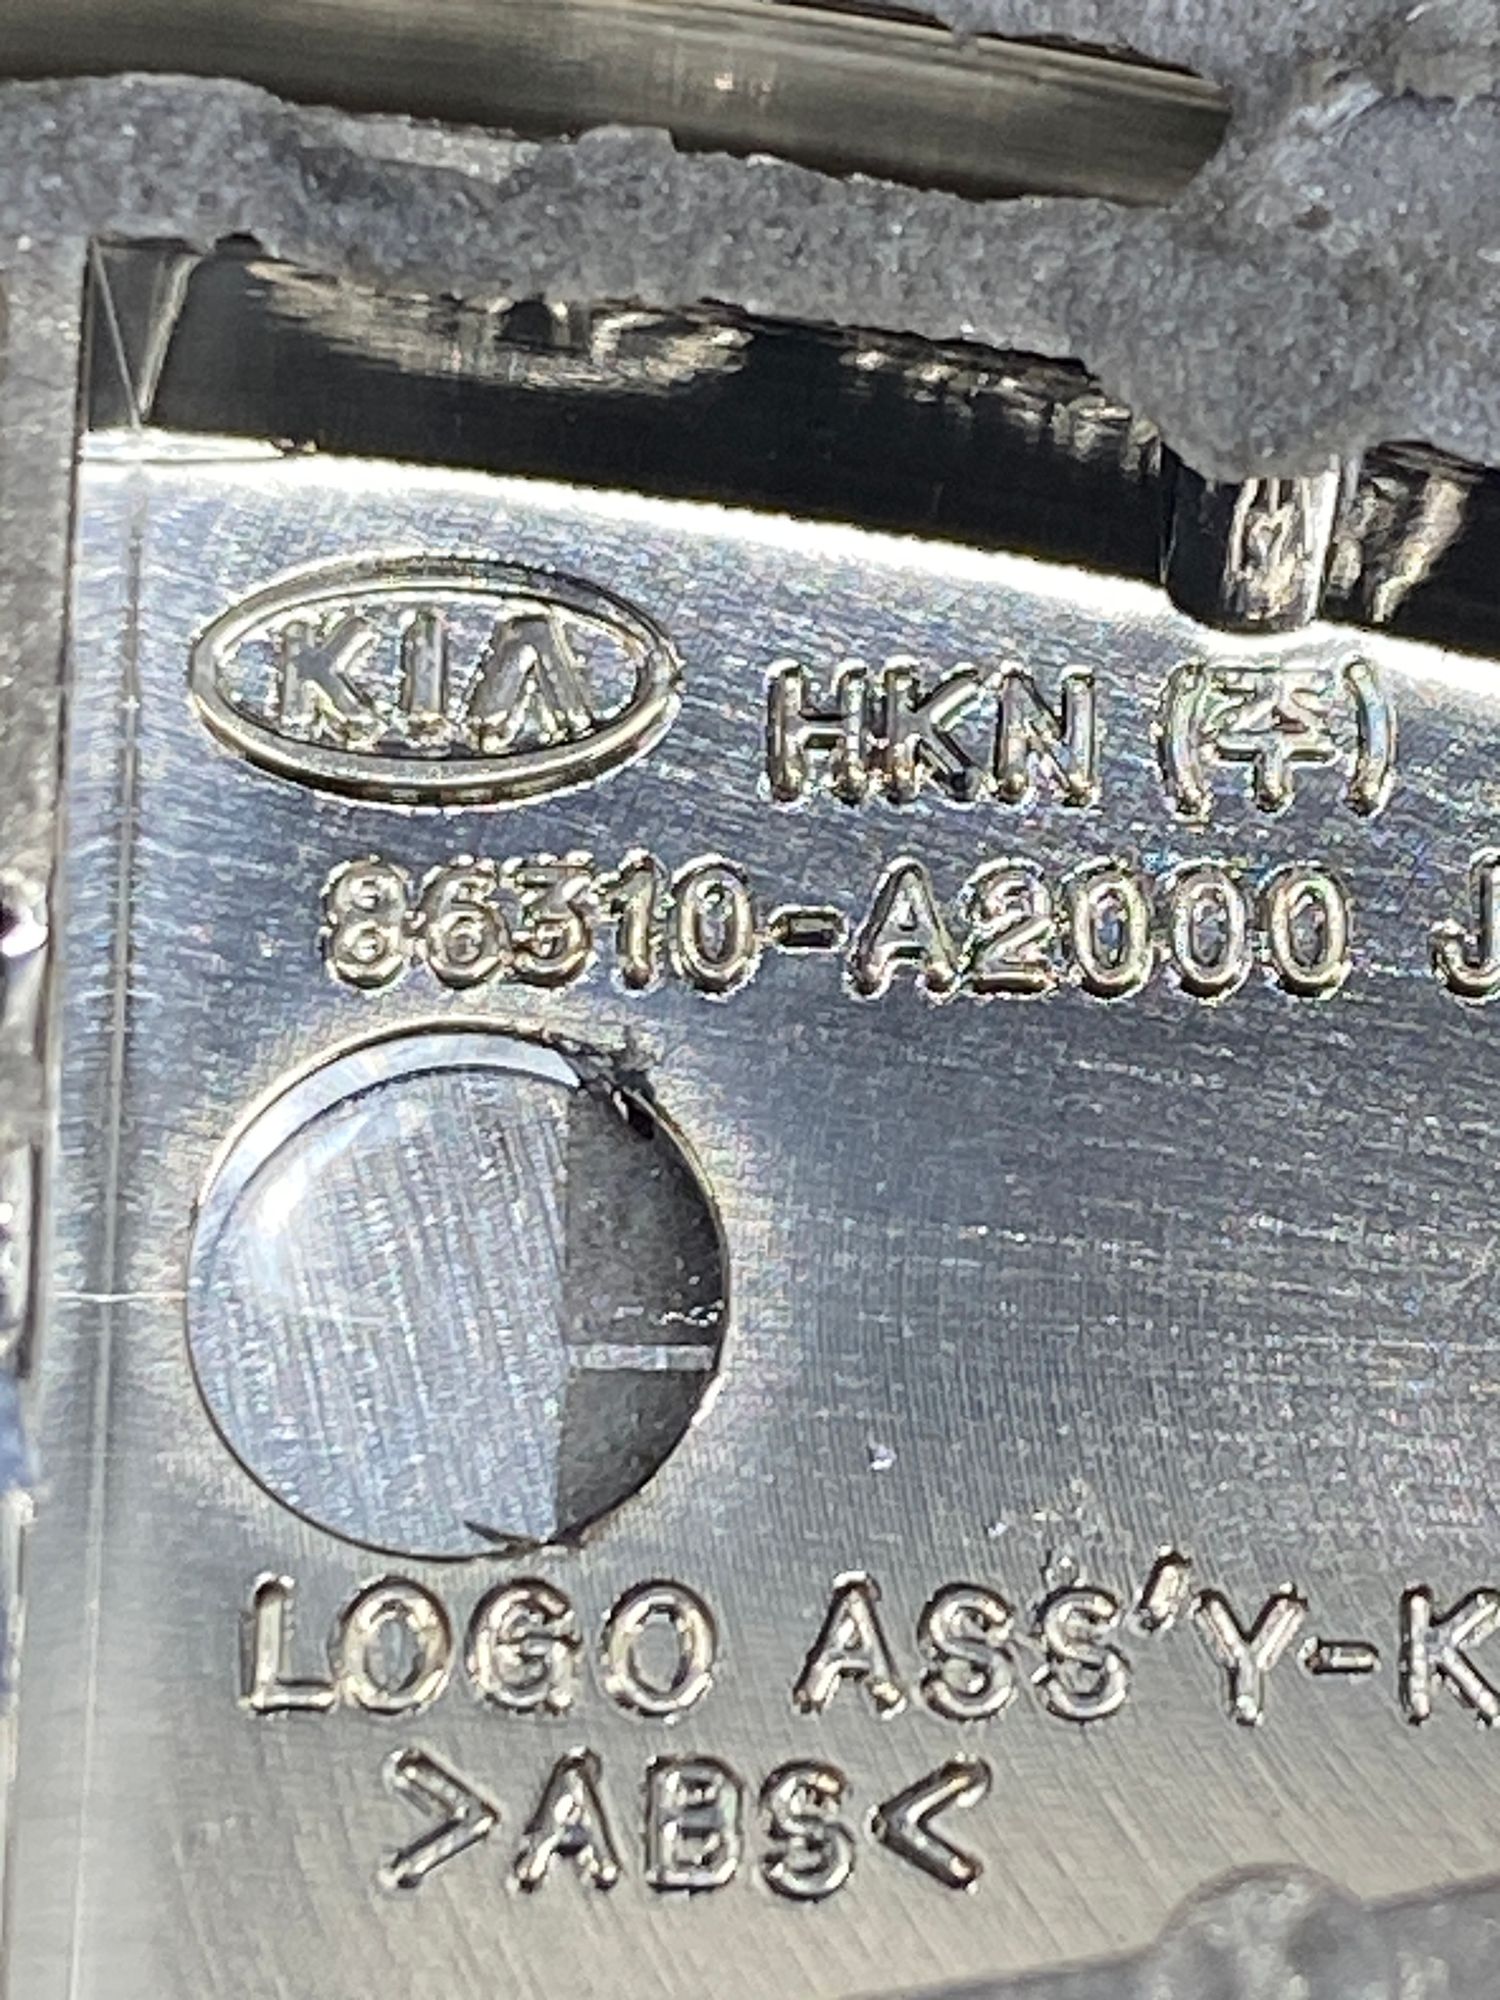 KIA HKN (주)
86310-A2000 J
LOGO ASS'Y-K
>ABS<